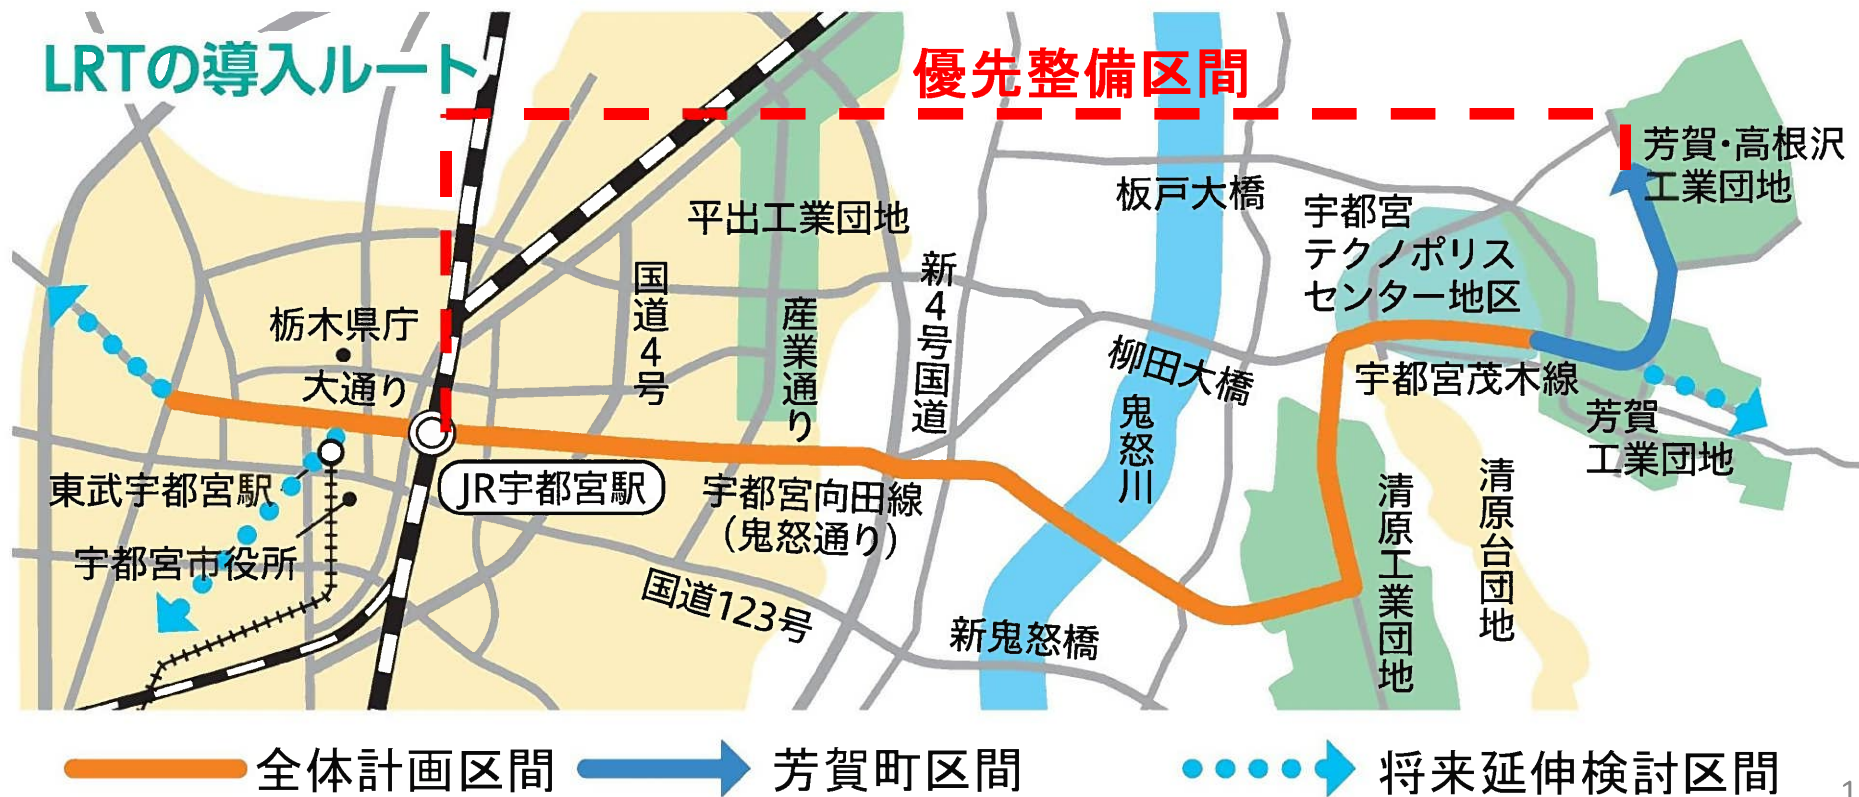 LRTの導入ルート
優先整備区間
芳賀・高根沢
工業団地
板戸大橋
平出工業団地
宇都宮
テクノポリス
センター地区
国道4号
新4号国道
産業通り
栃木県庁
大通り
柳田大橋
宇都宮茂木線
鬼怒川
芳賀
工業団地
東武宇都宮駅
JR宇都宮駅
宇都宮向田線
(鬼怒通り)
清原工業団地
清原台団地
宇都宮市役所
国道123号
新鬼怒橋
全体計画区間
芳賀町区間
将来延伸検討区間
1